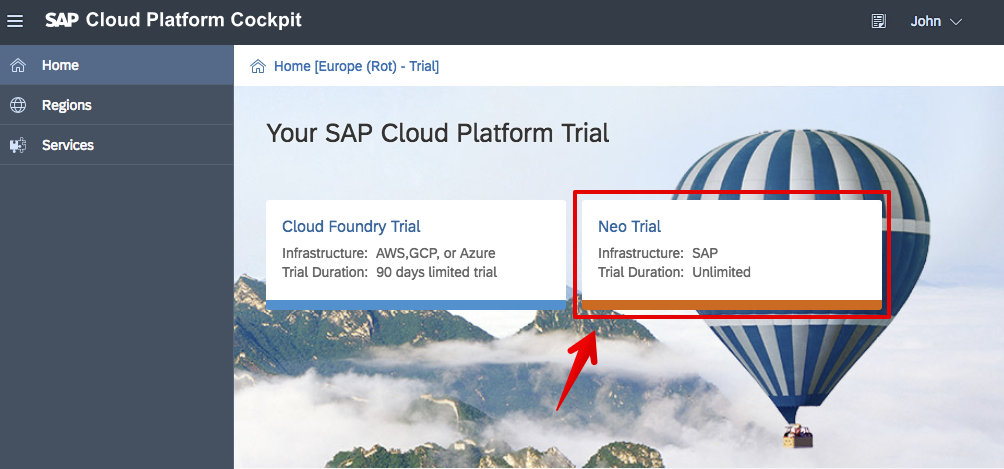 SAP Cloud Platform Cockpit
John
Home
Regions
Services
Home [Europe (Rot) - Trial]
Your SAP Cloud Platform Trial
Cloud Foundry Trial
Infrastructure: AWS,GCP, or Azure
Trial Duration: 90 days limited trial
Neo Trial
Infrastructure: SAP
Trial Duration: Unlimited